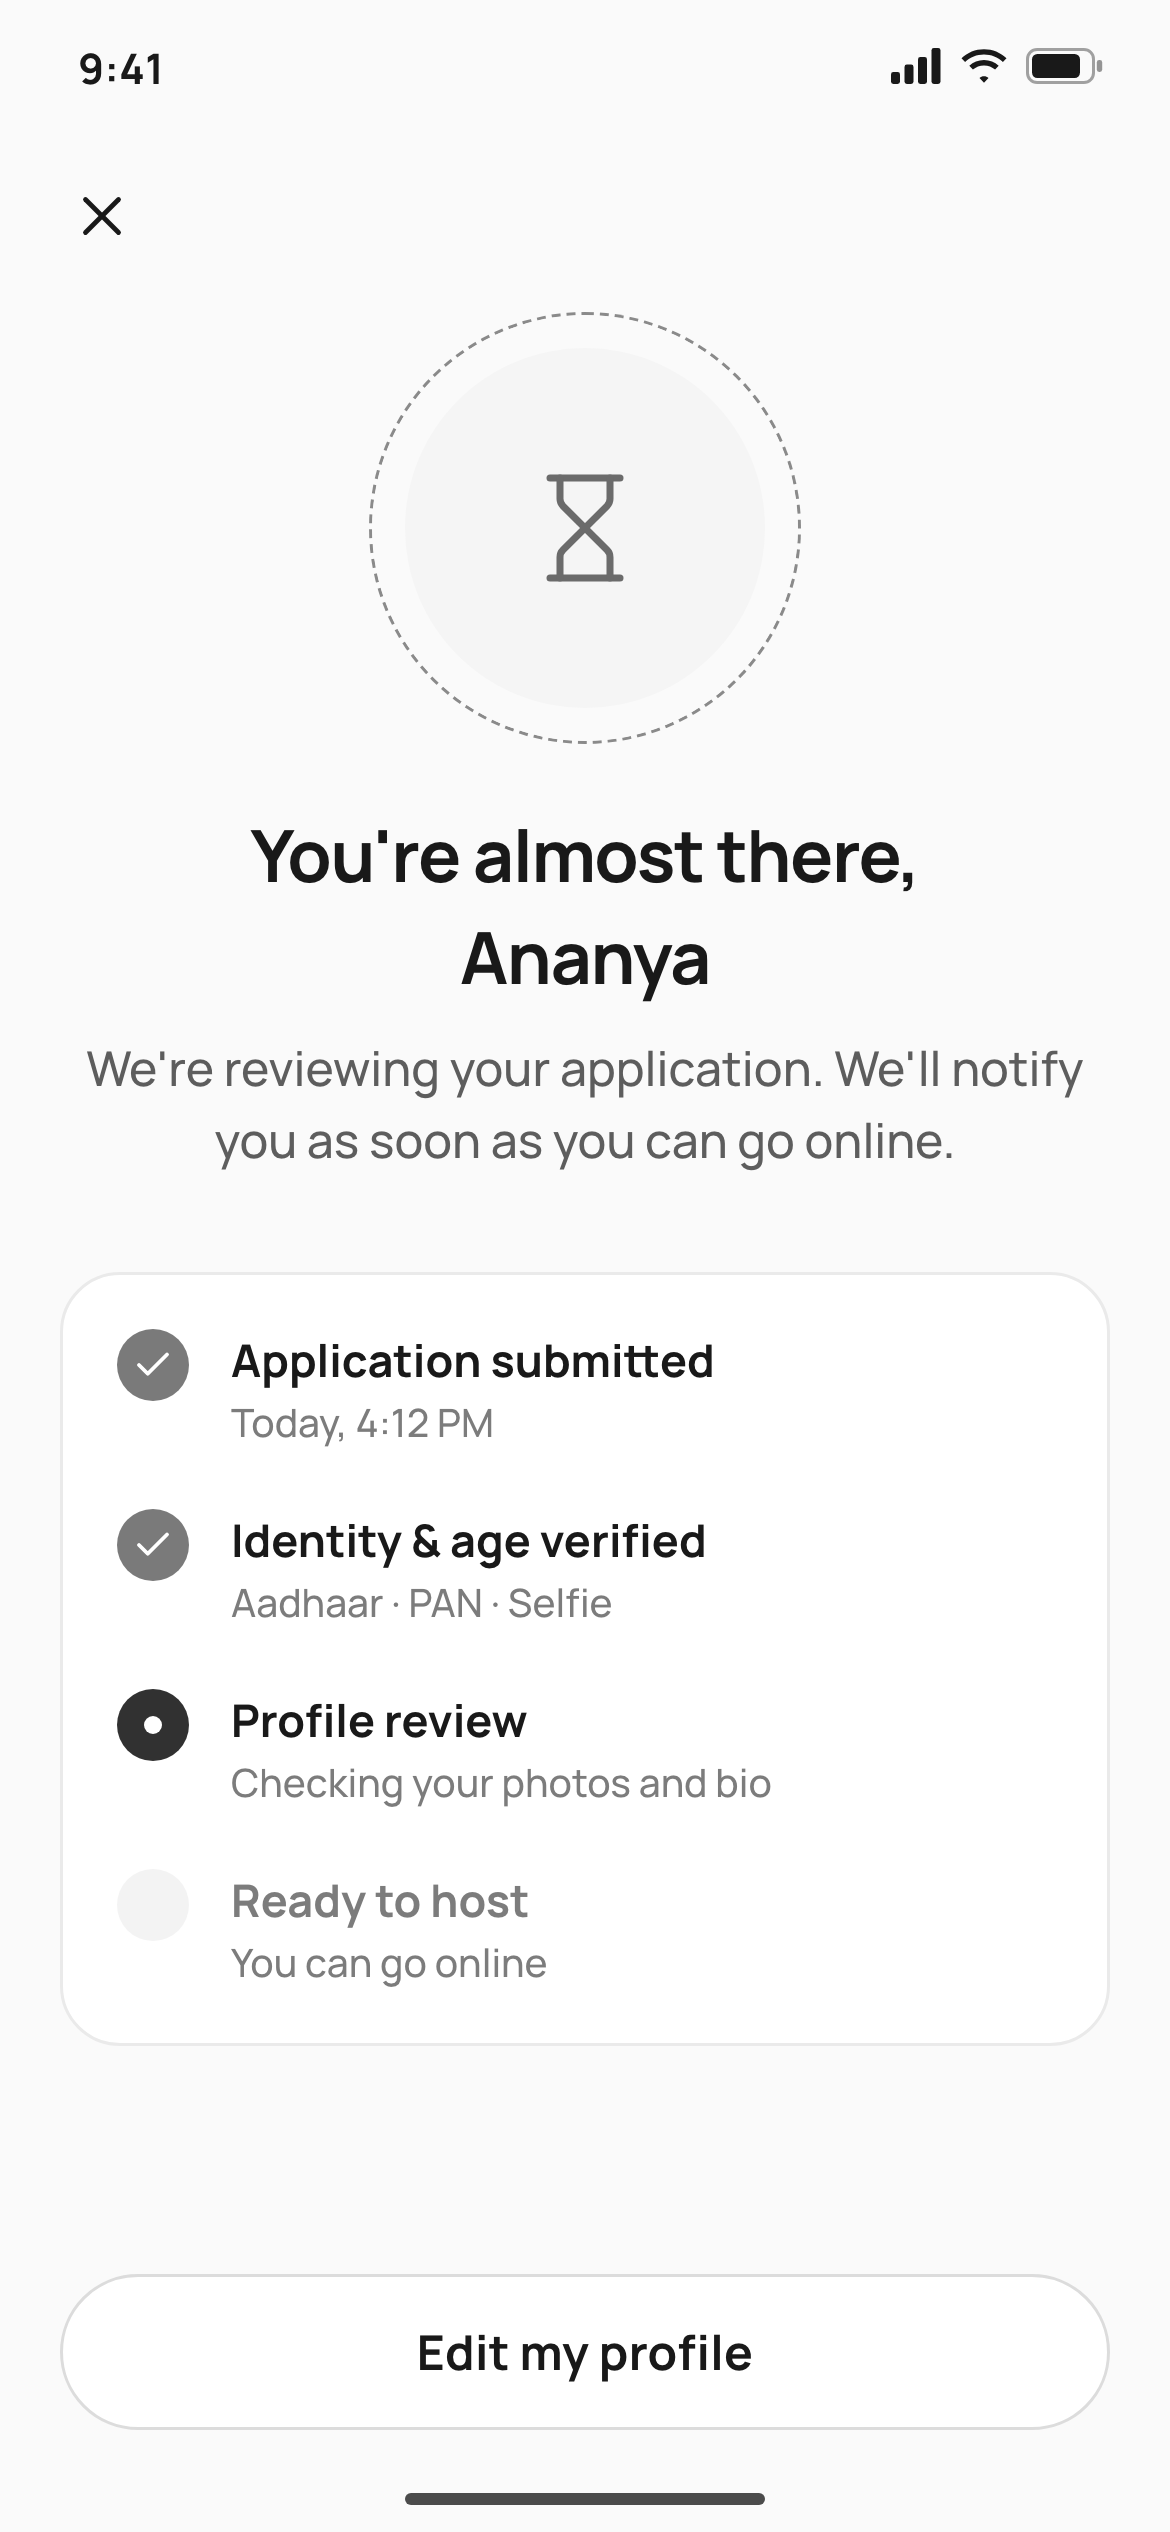 9:41
You're almost there,
Ananya
We're reviewing your application. We'll notify
you as soon as you can go online.
Application submitted
Today, 4:12 PM
Identity & age verified
Aadhaar · PAN · Selfie
Profile review
Checking your photos and bio
Ready to host
You can go online
Edit my profile